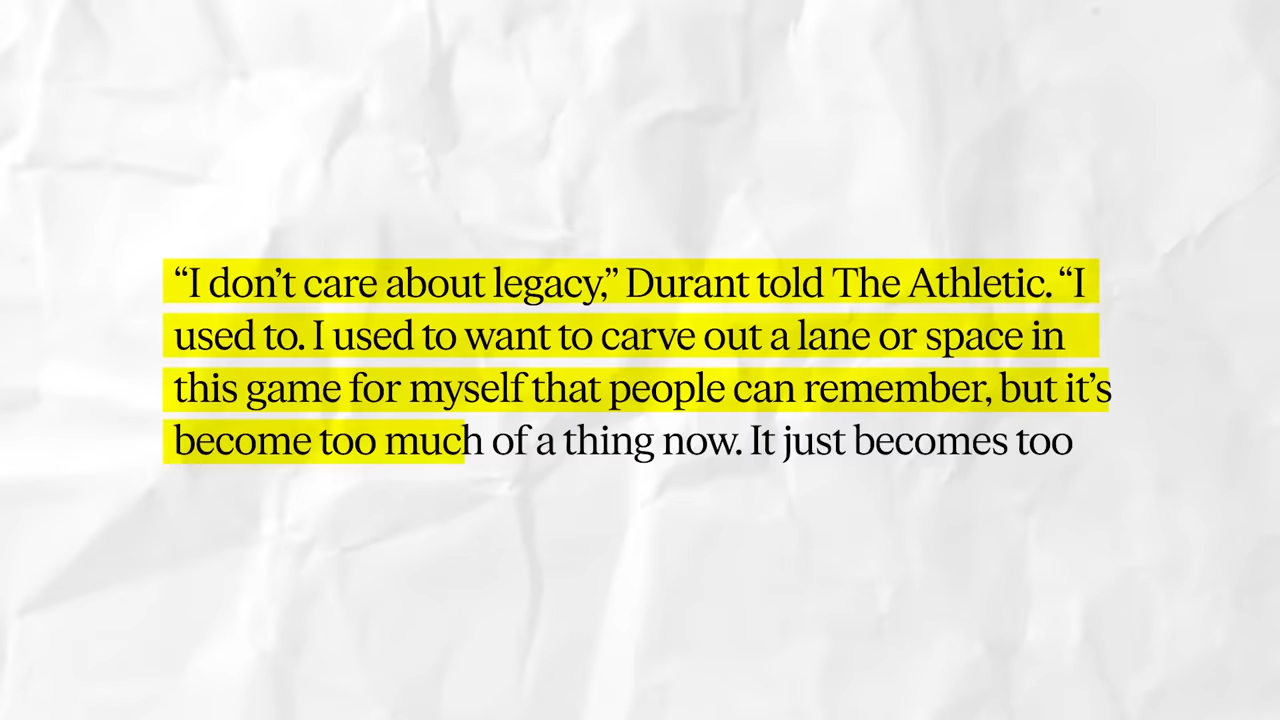 “I don’t care about legacy,” Durant told The Athletic. “I
used to. I used to want to carve out a lane or space in
this game for myself that people can remember, but it’s
become too much of a thing now. It just becomes too